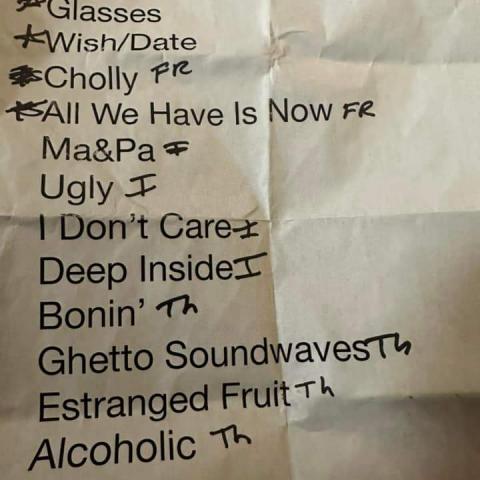 Glasses
Wish/Date
Cholly FR
All We Have Is Now FR
Ma&Pa
Ugly I
I Don't Care I
Deep Inside I
Bonin' Th
Ghetto Soundwaves Th
Estranged Fruit Th
Alcoholic Th